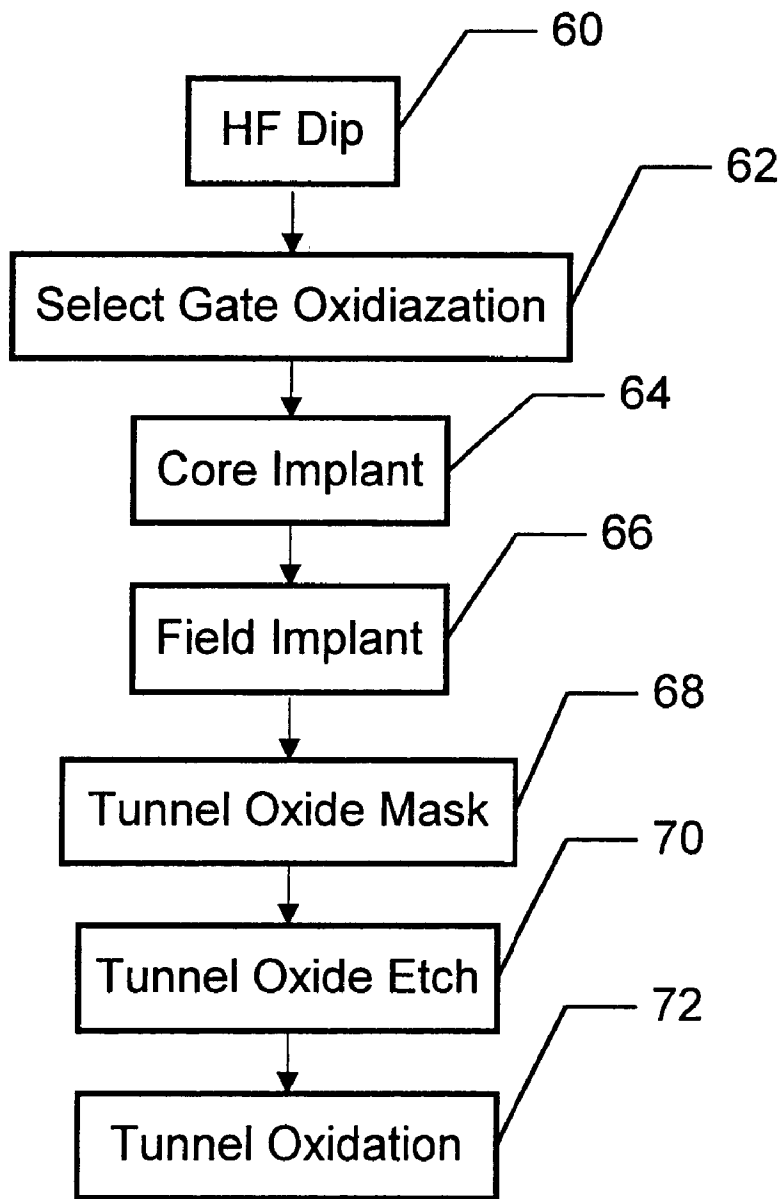 60
HF Dip
62
Select Gate Oxidiazation
64
Core Implant
66
Field Implant
68
Tunnel Oxide Mask
70
Tunnel Oxide Etch
72
Tunnel Oxidation